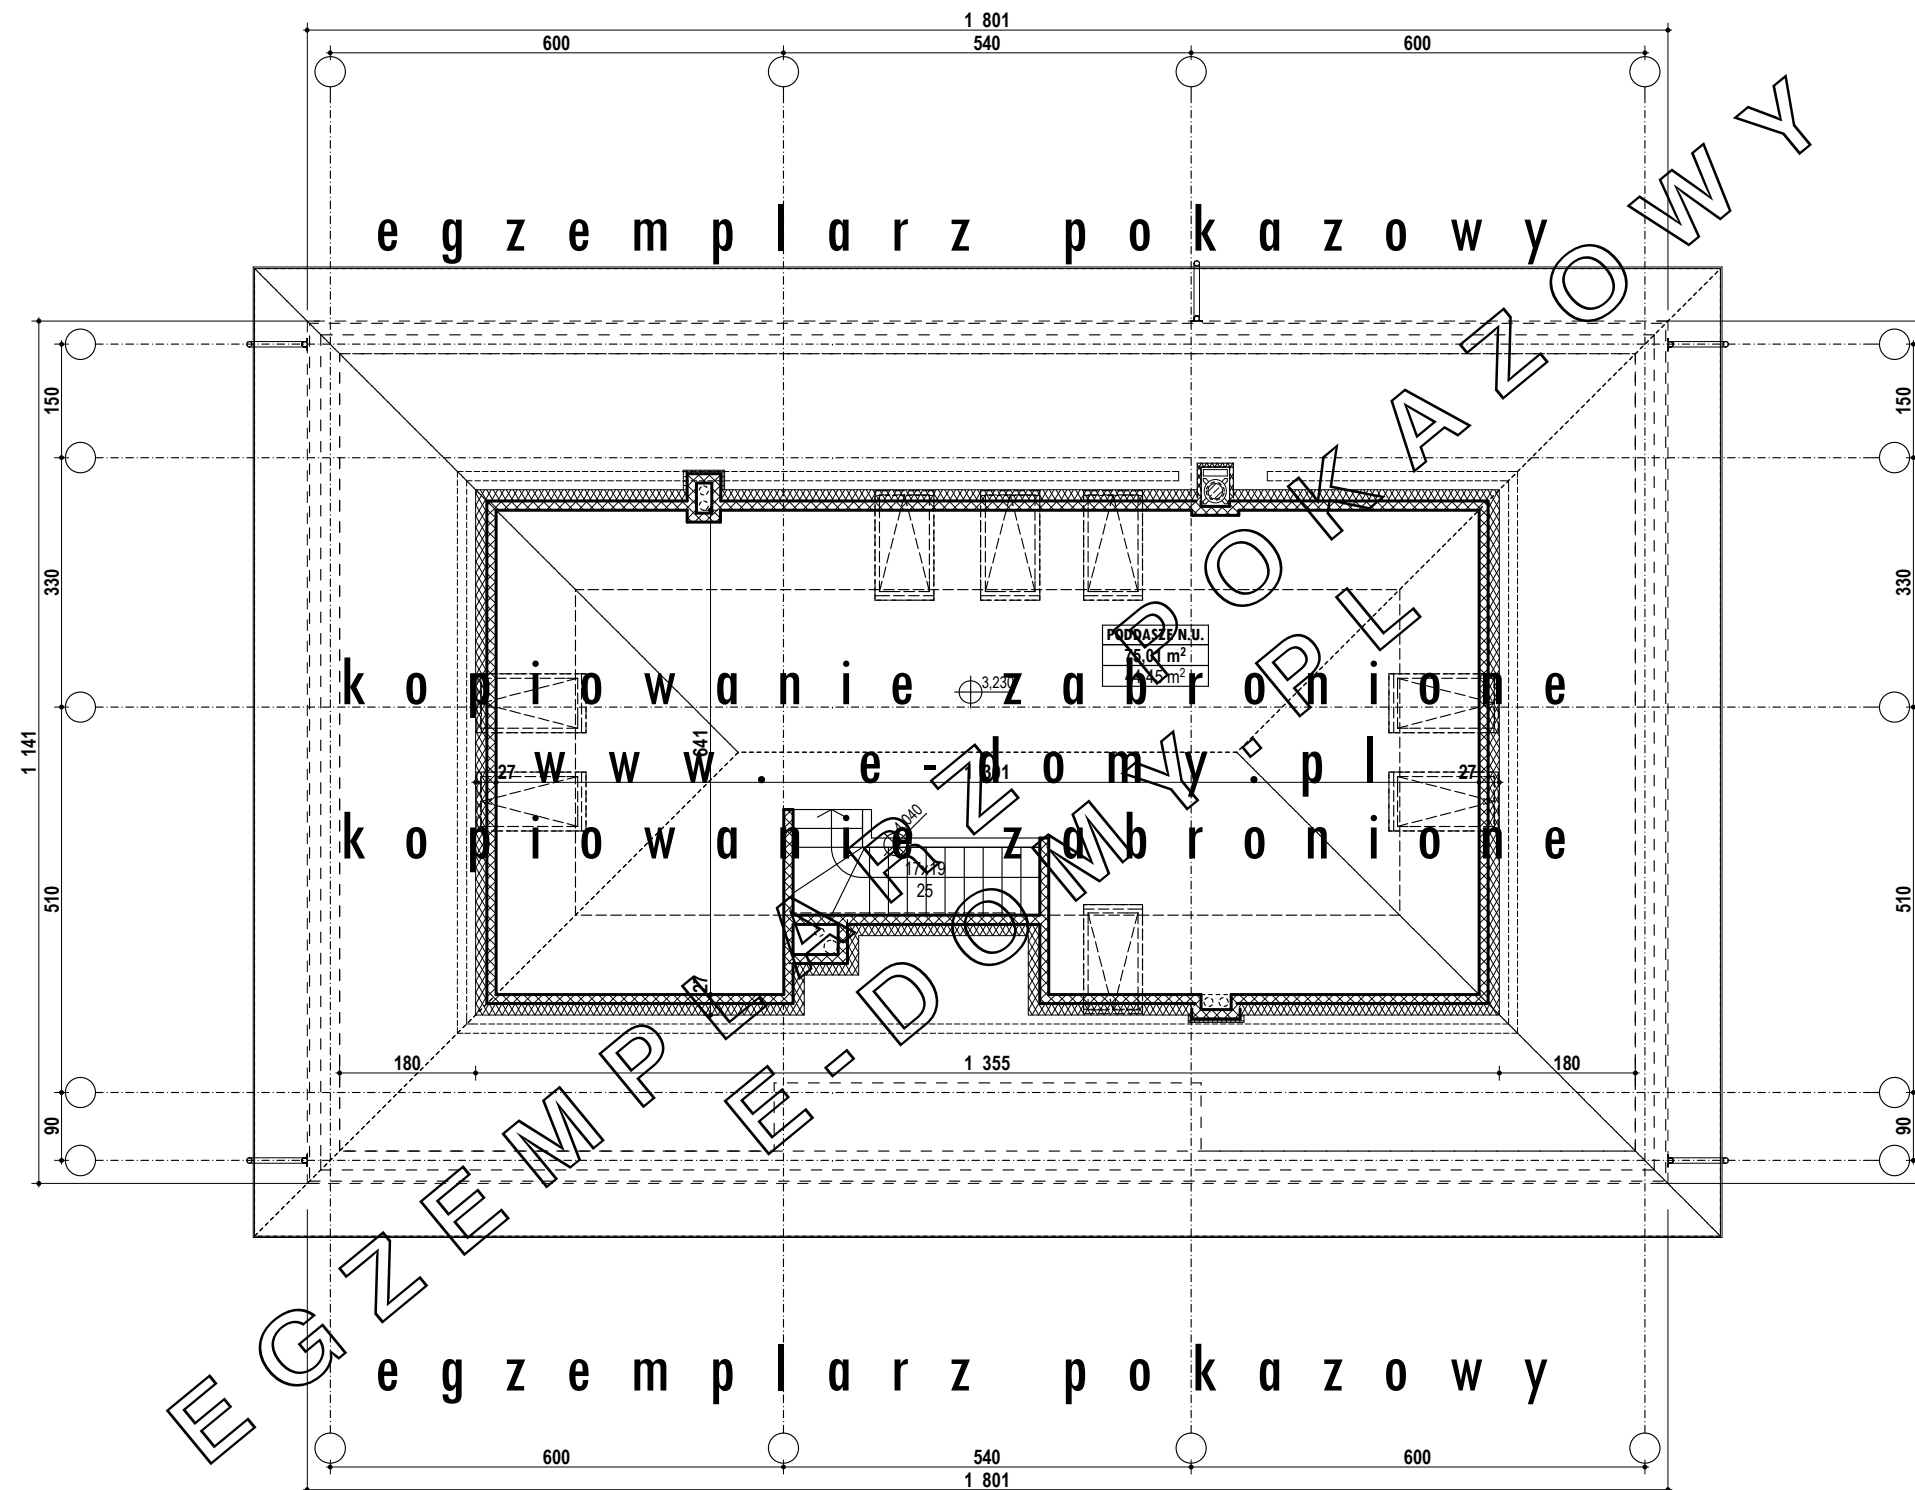 1 801
600 540 600
egzemplarz pokazowy
EGZEMPLARZ POKAZOWY
E-DOMY.PL
150 150
330 330
1 141
510 510
90 90
PODDASZE N.U.
75,01 m²
kopiowanie zabronione
www.e-domy.pl
641
27 27
kopiowanie zabronione
17x19
25
27
180 1 355 180
egzemplarz pokazowy
600 540 600
1 801